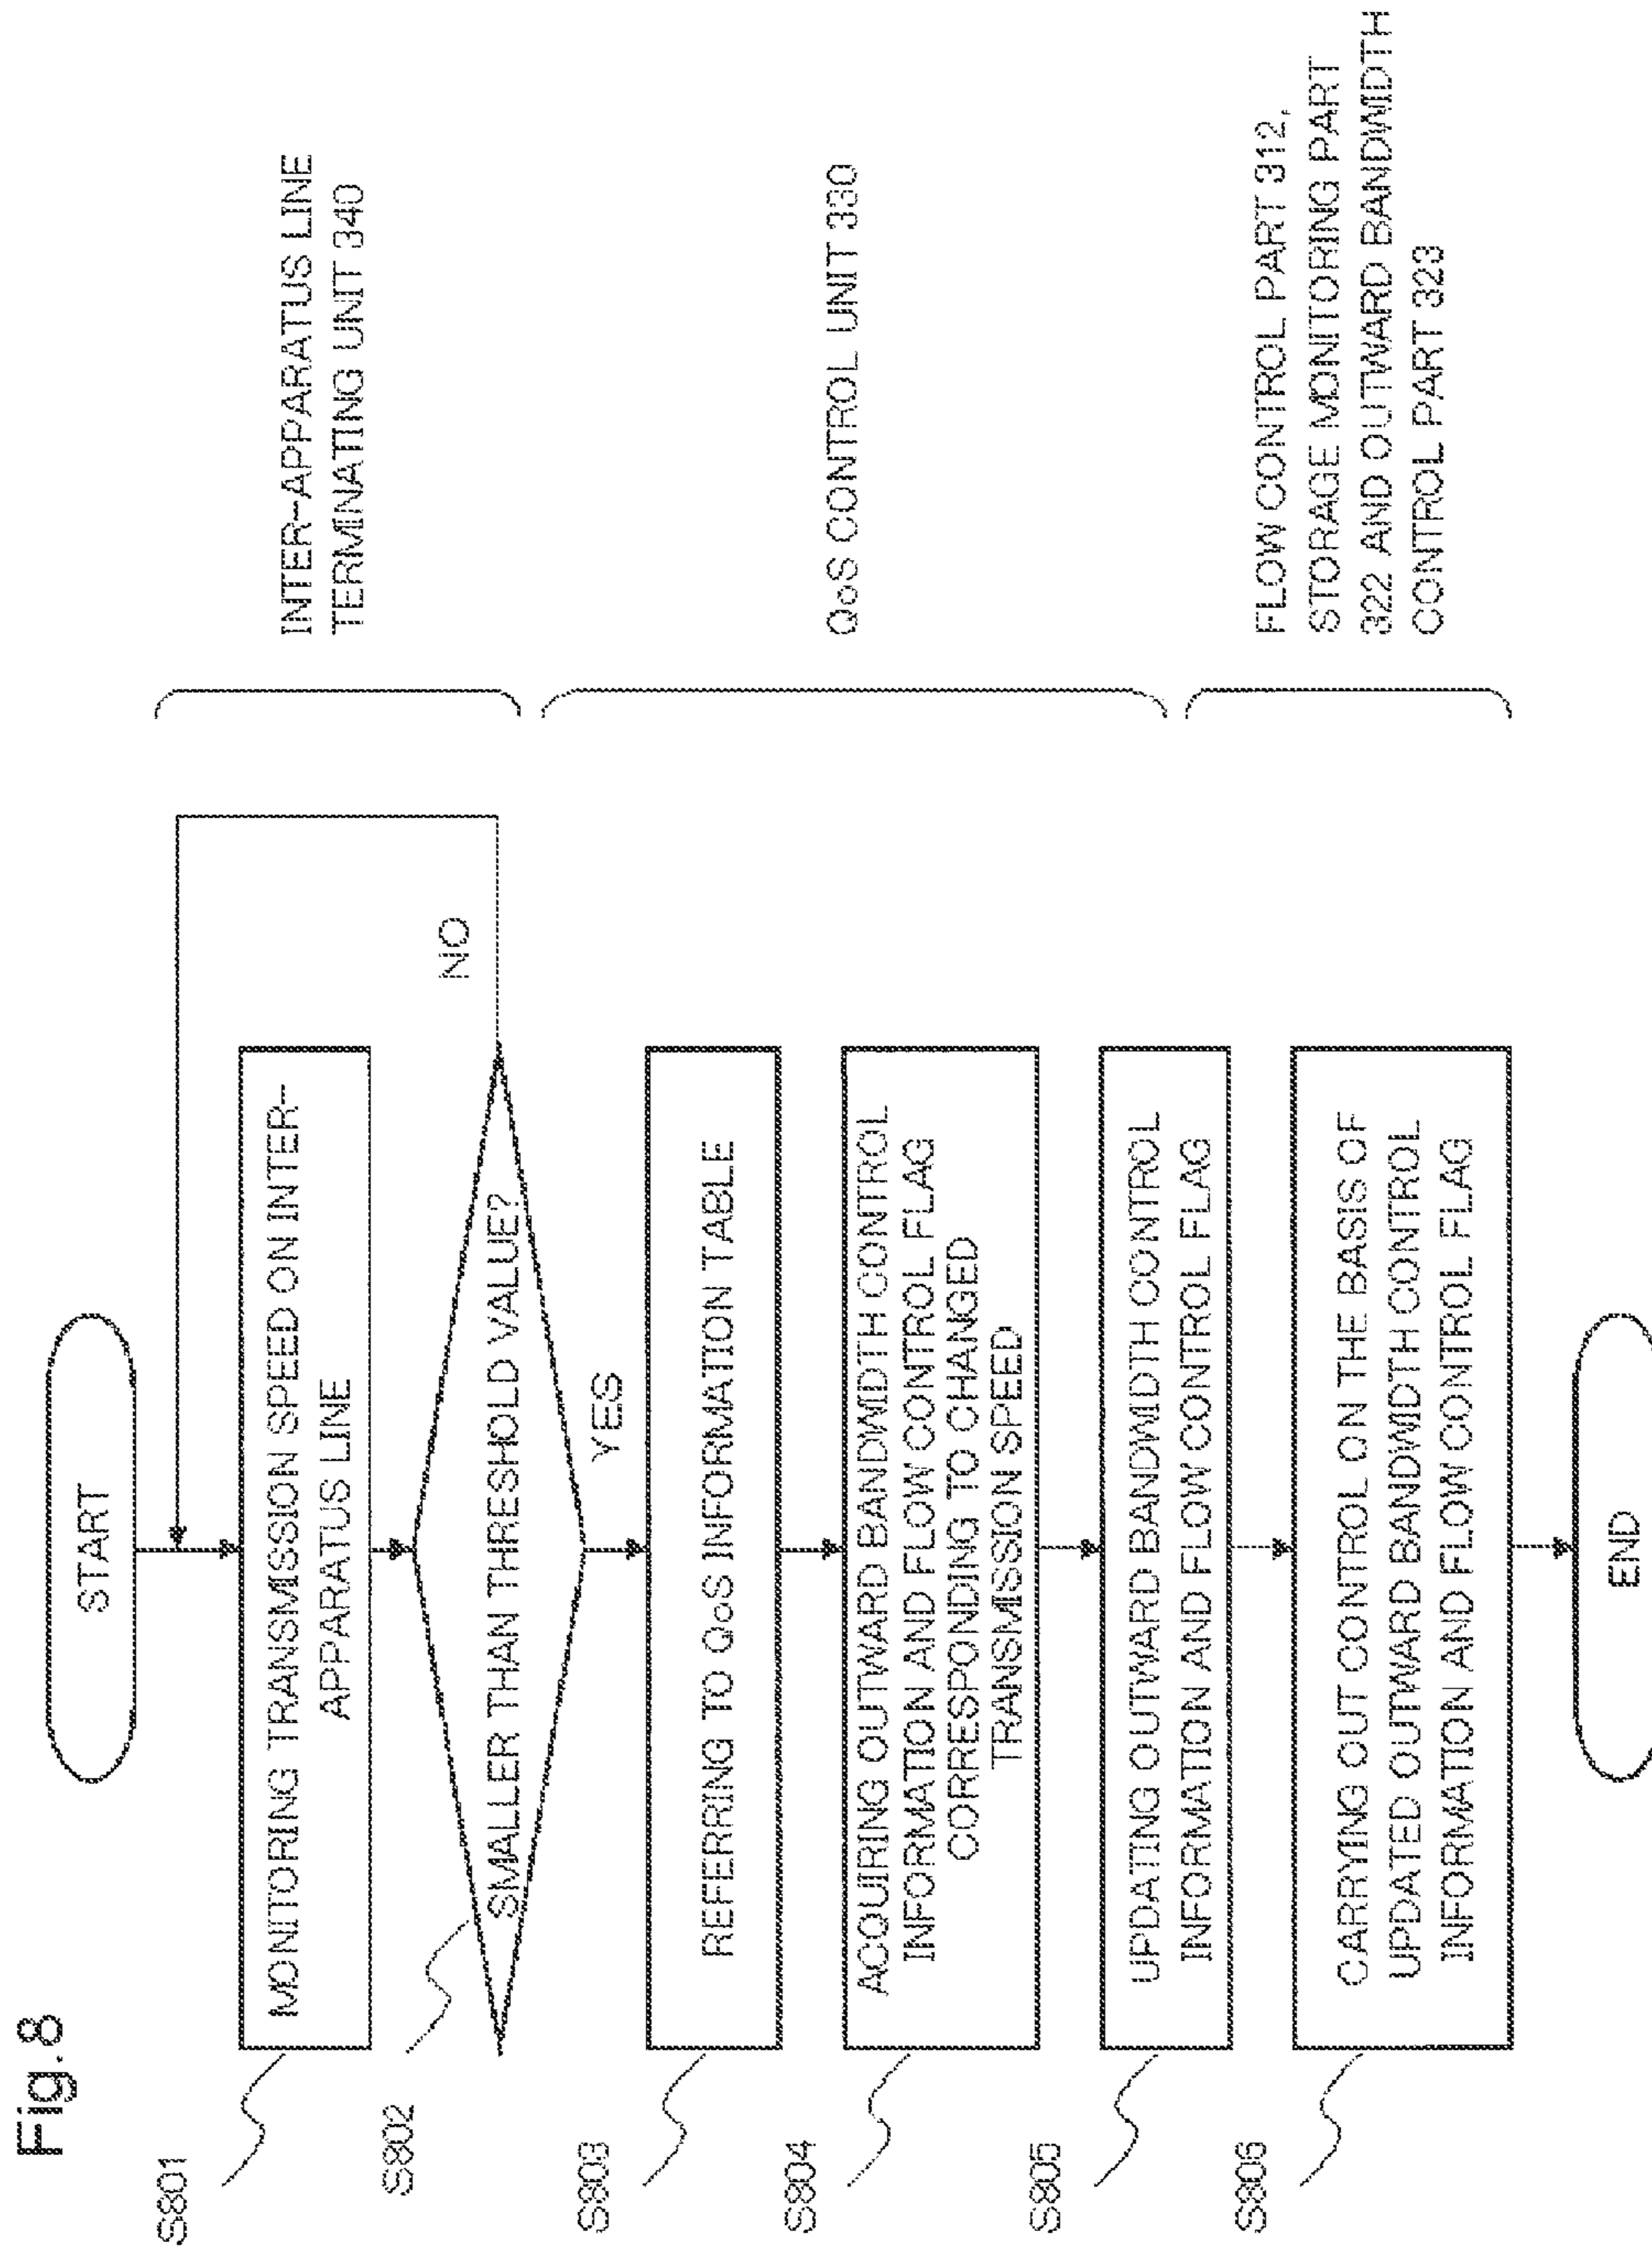 Fig.8
START
S801
MONITORING TRANSMISSION SPEED ON INTER-
APPARATUS LINE
INTER-APPARATUS LINE
TERMINATING UNIT 340
S802
SMALLER THAN THRESHOLD VALUE?
NO
YES
S803
REFERRING TO QoS INFORMATION TABLE
QoS CONTROL UNIT 330
S804
ACQUIRING OUTWARD BANDWIDTH CONTROL
INFORMATION AND FLOW CONTROL FLAG
CORRESPONDING TO CHANGED
TRANSMISSION SPEED
S805
UPDATING OUTWARD BANDWIDTH CONTROL
INFORMATION AND FLOW CONTROL FLAG
S806
CARRYING OUT CONTROL ON THE BASIS OF
UPDATED OUTWARD BANDWIDTH CONTROL
INFORMATION AND FLOW CONTROL FLAG
FLOW CONTROL PART 312,
STORAGE MONITORING PART
322 AND OUTWARD BANDWIDTH
CONTROL PART 323
END